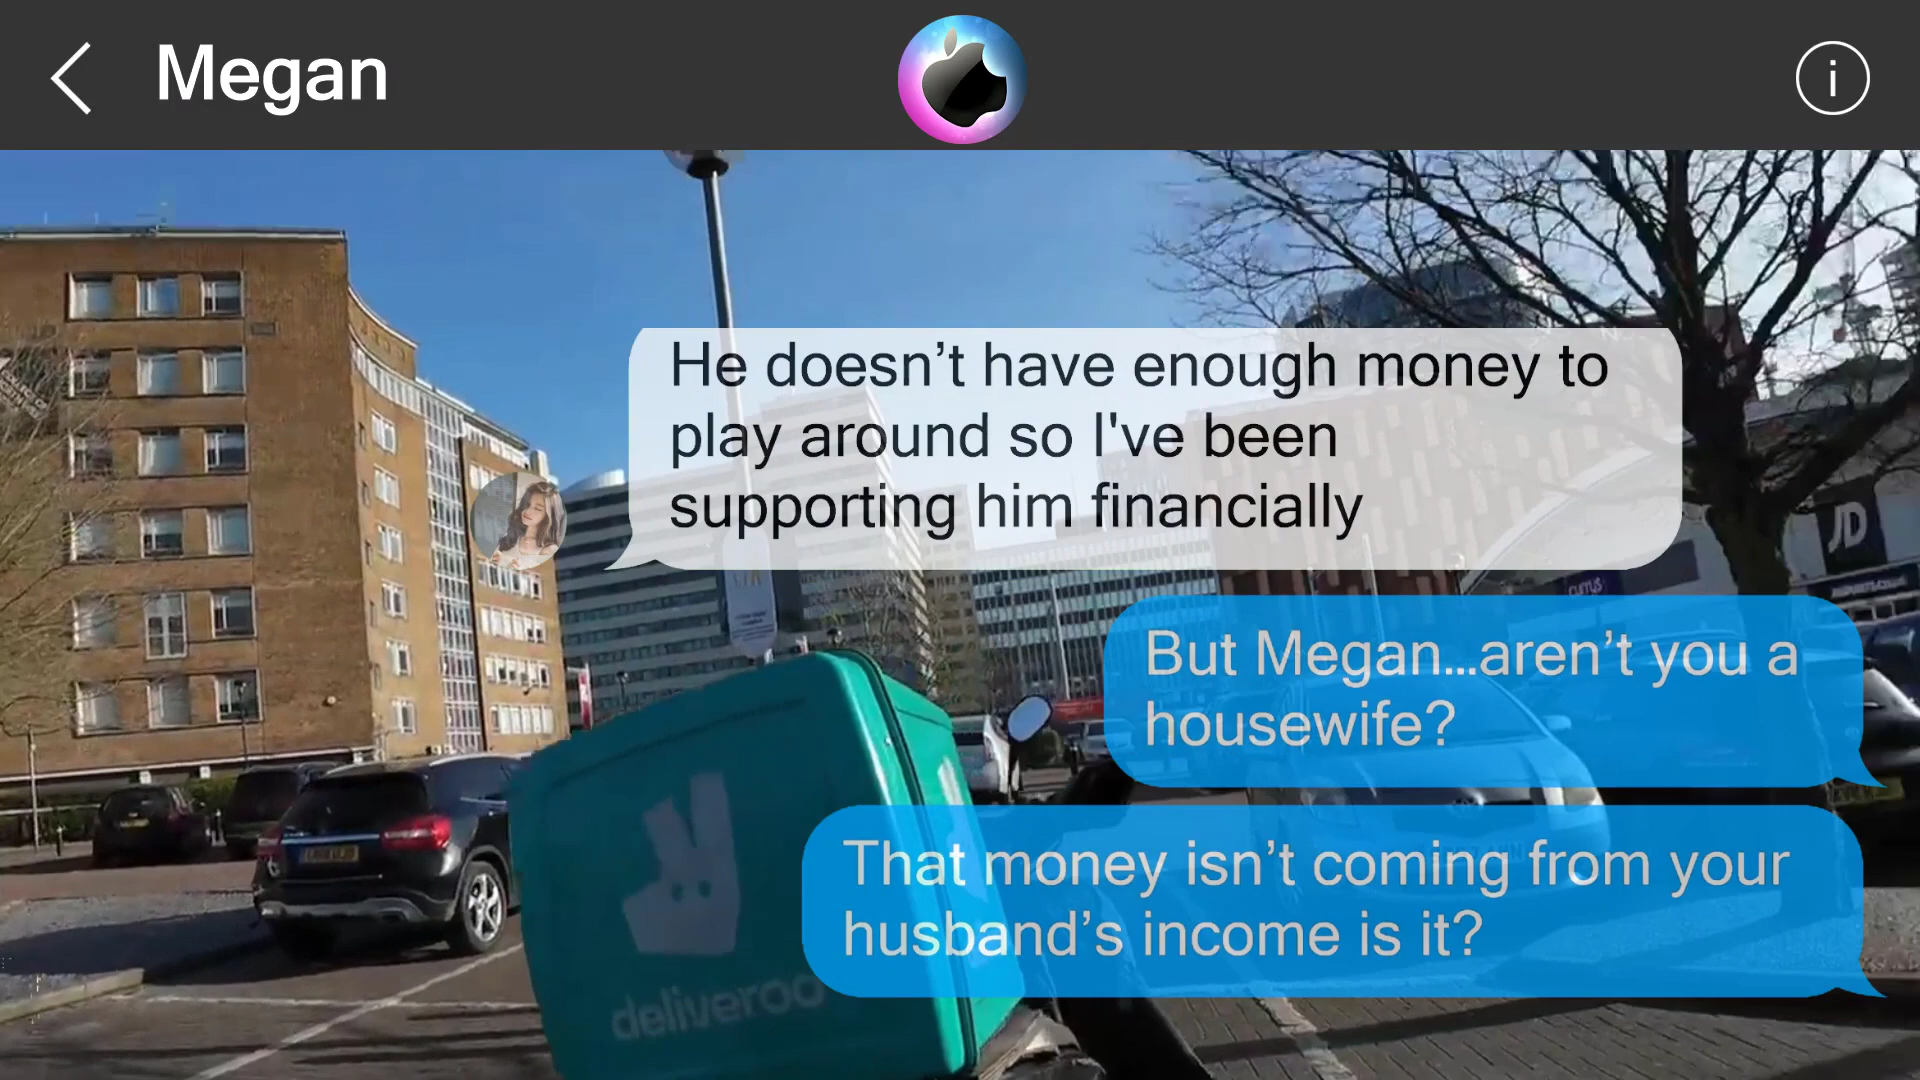 Megan
He doesn’t have enough money to
play around so I've been
supporting him financially
But Megan...aren’t you a
housewife?
That money isn’t coming from your
husband’s income is it?
JD
CURRYS
deliveroo